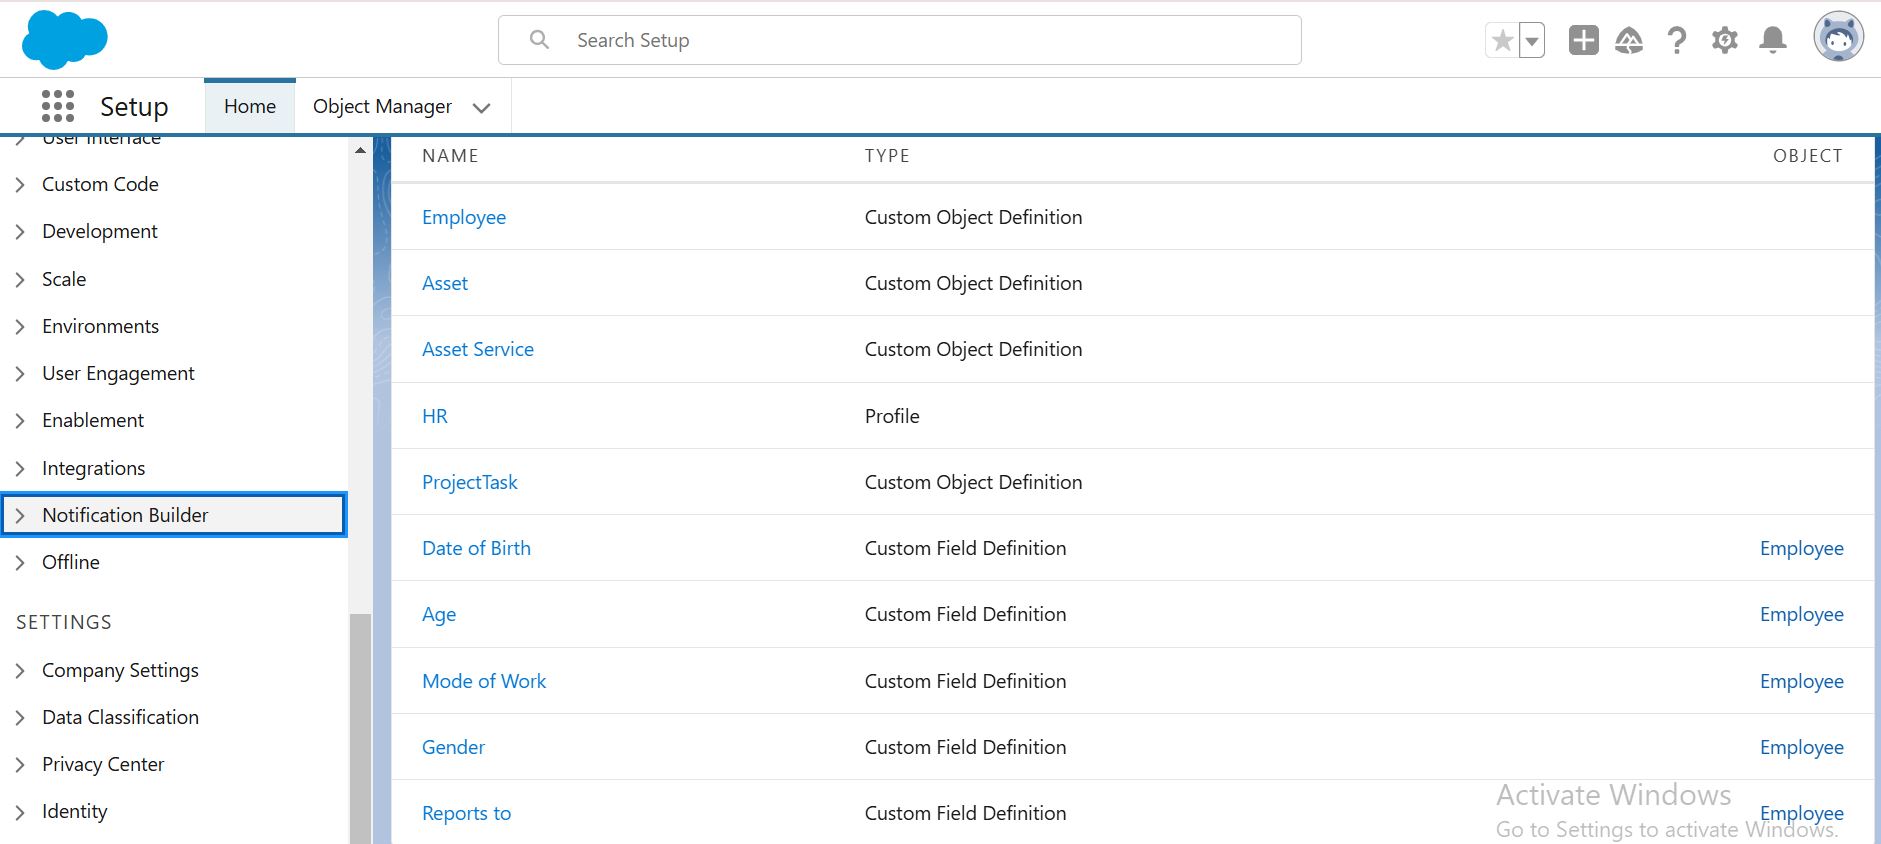 Search Setup
Setup
Home
Object Manager
User Interface
Custom Code
Development
Scale
Environments
User Engagement
Enablement
Integrations
Notification Builder
Offline
SETTINGS
Company Settings
Data Classification
Privacy Center
Identity
NAME TYPE OBJECT
Employee Custom Object Definition
Asset Custom Object Definition
Asset Service Custom Object Definition
HR Profile
ProjectTask Custom Object Definition
Date of Birth Custom Field Definition Employee
Age Custom Field Definition Employee
Mode of Work Custom Field Definition Employee
Gender Custom Field Definition Employee
Reports to Custom Field Definition Employee
Activate Windows
Go to Settings to activate Windows.